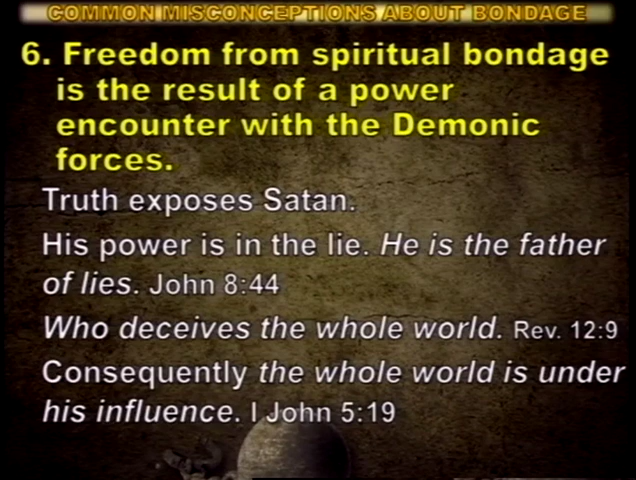 COMMON MISCONCEPTIONS ABOUT BONDAGE
6. Freedom from spiritual bondage
is the result of a power
encounter with the Demonic
forces.
Truth exposes Satan.
His power is in the lie. He is the father
of lies. John 8:44
Who deceives the whole world. Rev. 12:9
Consequently the whole world is under
his influence. I John 5:19